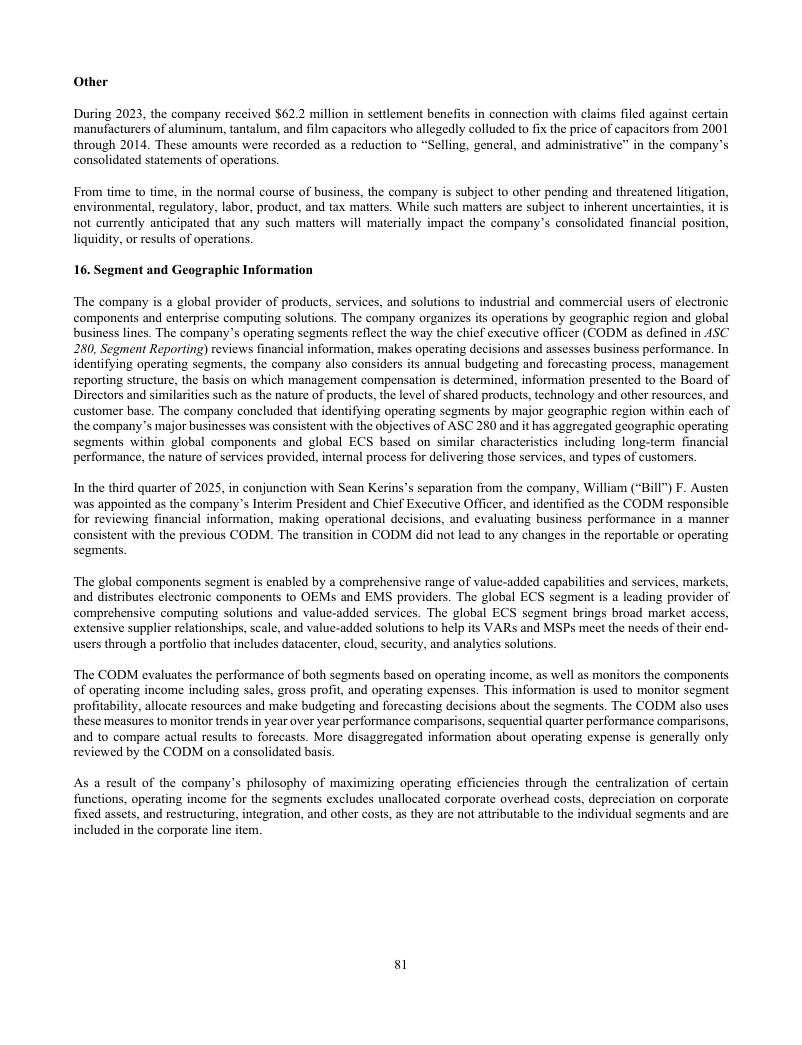 Other
During 2023, the company received $62.2 million in settlement benefits in connection with claims filed against certain
manufacturers of aluminum, tantalum, and film capacitors who allegedly colluded to fix the price of capacitors from 2001
through 2014. These amounts were recorded as a reduction to “Selling, general, and administrative” in the company’s
consolidated statements of operations.
From time to time, in the normal course of business, the company is subject to other pending and threatened litigation,
environmental, regulatory, labor, product, and tax matters. While such matters are subject to inherent uncertainties, it is
not currently anticipated that any such matters will materially impact the company’s consolidated financial position,
liquidity, or results of operations.
16. Segment and Geographic Information
The company is a global provider of products, services, and solutions to industrial and commercial users of electronic
components and enterprise computing solutions. The company organizes its operations by geographic region and global
business lines. The company’s operating segments reflect the way the chief executive officer (CODM as defined in ASC
280, Segment Reporting) reviews financial information, makes operating decisions and assesses business performance. In
identifying operating segments, the company also considers its annual budgeting and forecasting process, management
reporting structure, the basis on which management compensation is determined, information presented to the Board of
Directors and similarities such as the nature of products, the level of shared products, technology and other resources, and
customer base. The company concluded that identifying operating segments by major geographic region within each of
the company’s major businesses was consistent with the objectives of ASC 280 and it has aggregated geographic operating
segments within global components and global ECS based on similar characteristics including long-term financial
performance, the nature of services provided, internal process for delivering those services, and types of customers.
In the third quarter of 2025, in conjunction with Sean Kerins’s separation from the company, William (“Bill”) F. Austen
was appointed as the company’s Interim President and Chief Executive Officer, and identified as the CODM responsible
for reviewing financial information, making operational decisions, and evaluating business performance in a manner
consistent with the previous CODM. The transition in CODM did not lead to any changes in the reportable or operating
segments.
The global components segment is enabled by a comprehensive range of value-added capabilities and services, markets,
and distributes electronic components to OEMs and EMS providers. The global ECS segment is a leading provider of
comprehensive computing solutions and value-added services. The global ECS segment brings broad market access,
extensive supplier relationships, scale, and value-added solutions to help its VARs and MSPs meet the needs of their end-
users through a portfolio that includes datacenter, cloud, security, and analytics solutions.
The CODM evaluates the performance of both segments based on operating income, as well as monitors the components
of operating income including sales, gross profit, and operating expenses. This information is used to monitor segment
profitability, allocate resources and make budgeting and forecasting decisions about the segments. The CODM also uses
these measures to monitor trends in year over year performance comparisons, sequential quarter performance comparisons,
and to compare actual results to forecasts. More disaggregated information about operating expense is generally only
reviewed by the CODM on a consolidated basis.
As a result of the company’s philosophy of maximizing operating efficiencies through the centralization of certain
functions, operating income for the segments excludes unallocated corporate overhead costs, depreciation on corporate
fixed assets, and restructuring, integration, and other costs, as they are not attributable to the individual segments and are
included in the corporate line item.
81